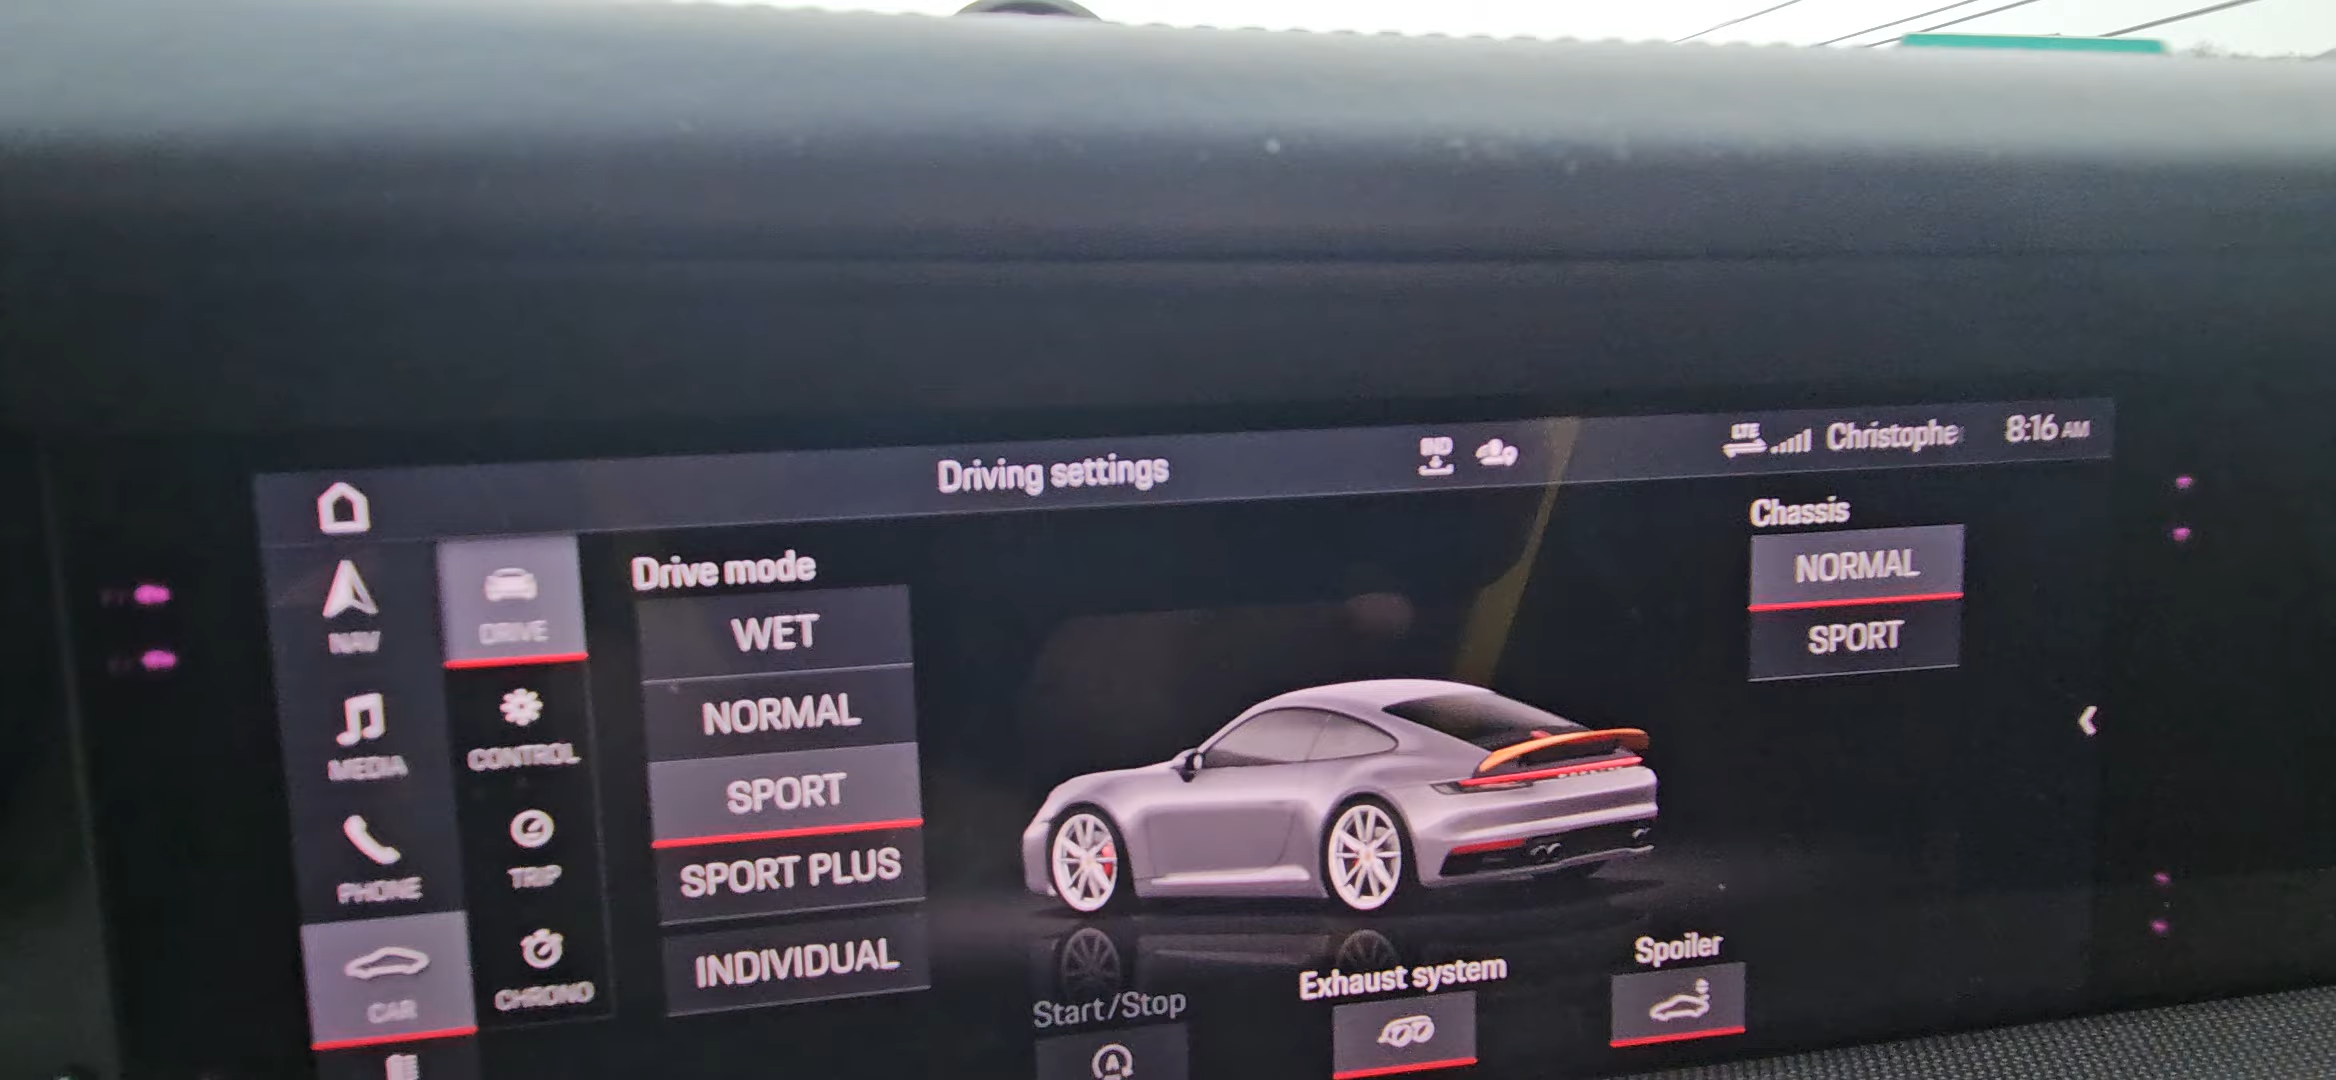 Driving settings
IND
LTE
Christophe
8:16 AM
NAV
MEDIA
PHONE
CAR
DRIVE
CONTROL
TRIP
CHRONO
Drive mode
WET
NORMAL
SPORT
SPORT PLUS
INDIVIDUAL
Chassis
NORMAL
SPORT
Start/Stop
A
Exhaust system
Spoiler